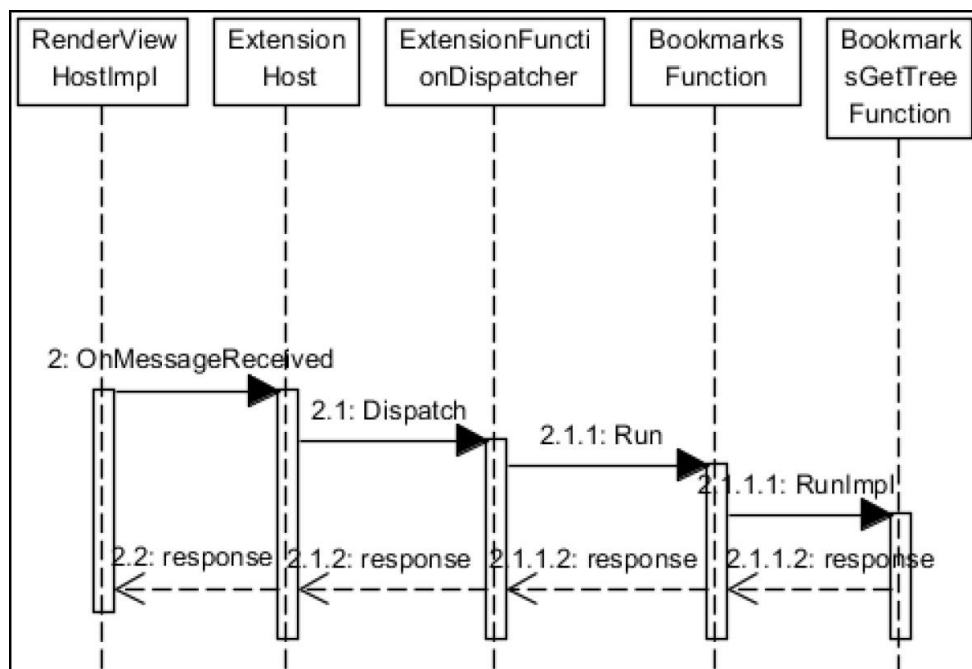 RenderView
HostImpl
Extension
Host
ExtensionFuncti
onDispatcher
Bookmarks
Function
Bookmark
sGetTree
Function
2: OnMessageReceived
2.1: Dispatch
2.1.1: Run
2.1.1.1: RunImpl
2.2: response
2.1.2: response
2.1.1.2: response
2.1.1.2: response